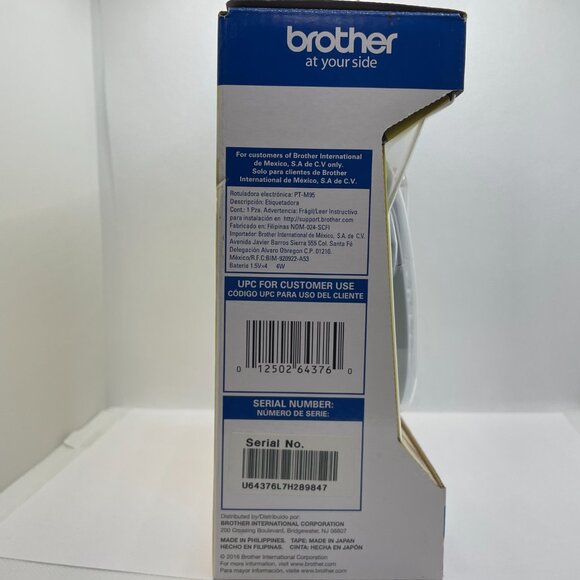 brother
at your side
For customers of Brother International
de Mexico, S.A de C.V only.
Solo para clientes de Brother
International de México, S.A de C.V.
Rotuladora electrónica: PT-M95
Descripción: Etiquetadora
Cont.: 1 Pza. Advertencia: Frágil/Leer Instructivo
para instalación en http://support.brother.com
Fabricado en: Filipinas NOM-024-SCFI
Importador: Brother International de México, S.A de C.V.
Avenida Javier Barros Sierra 555 Col. Santa Fé
Delegación Alvaro Obregon C.P. 01210.
México/R.F.C:BIM-920922-A53
Baterie 1.5V×4 4W
UPC FOR CUSTOMER USE
CÓDIGO UPC PARA USO DEL CLIENTE
0 12502 64376 0
SERIAL NUMBER:
NÚMERO DE SERIE:
Serial No.
U64376L7H289847
Distributed by/Distribuido por:
BROTHER INTERNATIONAL CORPORATION
200 Crossing Boulevard, Bridgewater, NJ 08807
MADE IN PHILIPPINES. TAPE: MADE IN JAPAN
HECHO EN FILIPINAS. CINTA: HECHA EN JAPÓN
© 2016 Brother International Corporation
For more information, visit www.brother.com
Para mayor información, visite www.brother.com